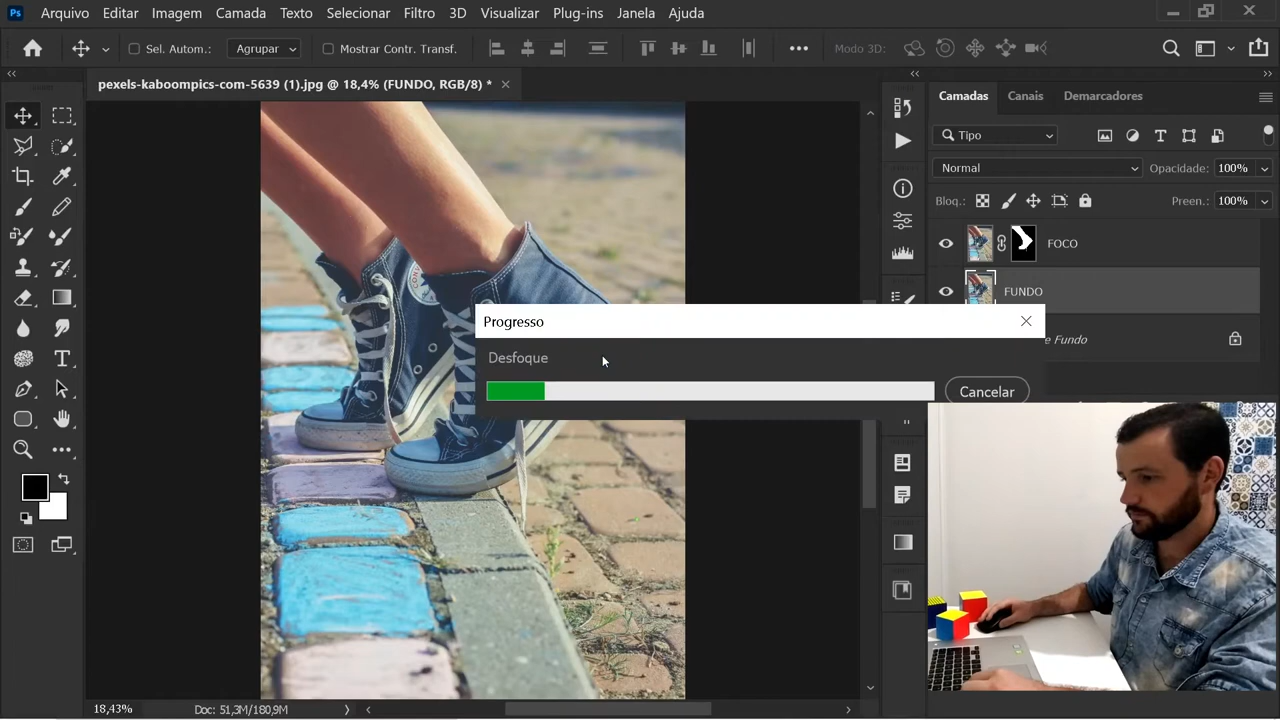 Ps Arquivo Editar Imagem Camada Texto Selecionar Filtro 3D Visualizar Plug-ins Janela Ajuda
Sel. Autom.: Agrupar Mostrar Contr. Transf. Modo 3D:
pexels-kaboompics-com-5639 (1).jpg @ 18,4% (FUNDO, RGB/8) *
Camadas Canais Demarcadores
Tipo
Normal Opacidade: 100%
Bloq.: Preen.: 100%
FOCO
FUNDO
e Fundo
Progresso
Desfoque
Cancelar
18,43% Doc: 51,3M/180,9M